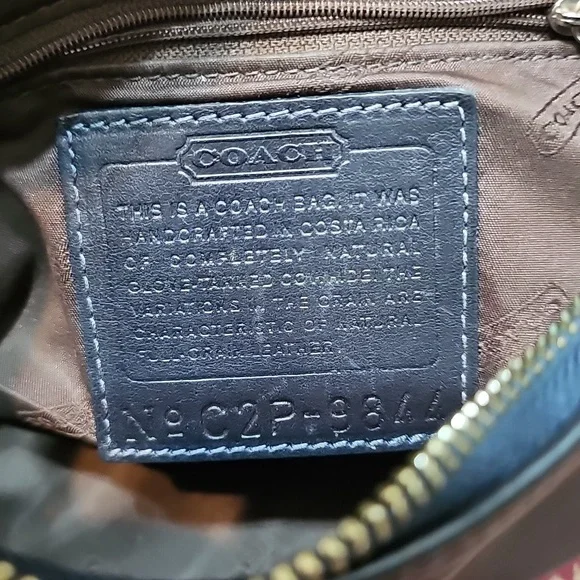 COACH
THIS IS A COACH BAG. IT WAS
HANDCRAFTED IN COSTA RICA
OF COMPLETELY NATURAL
GLOVE-TANNED COWHIDE. THE
VARIATIONS IN THE GRAIN ARE
CHARACTERISTIC OF NATURAL
FULL-GRAIN LEATHER.
No C2P-9844